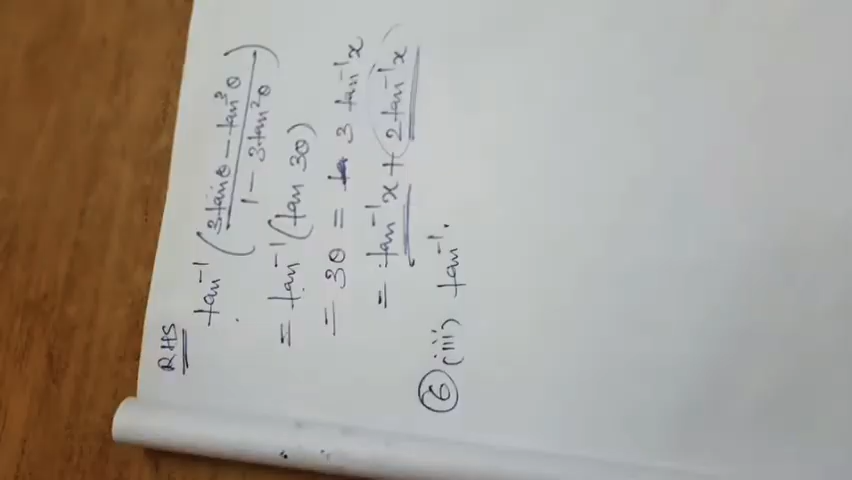 RHS
tan⁻¹ (3tanθ − tan³θ / 1 − 3tan²θ)
= tan⁻¹ (tan 3θ)
= 3θ = 3 tan⁻¹x
= tan⁻¹x + 2tan⁻¹x
⑥ (iii) tan⁻¹.